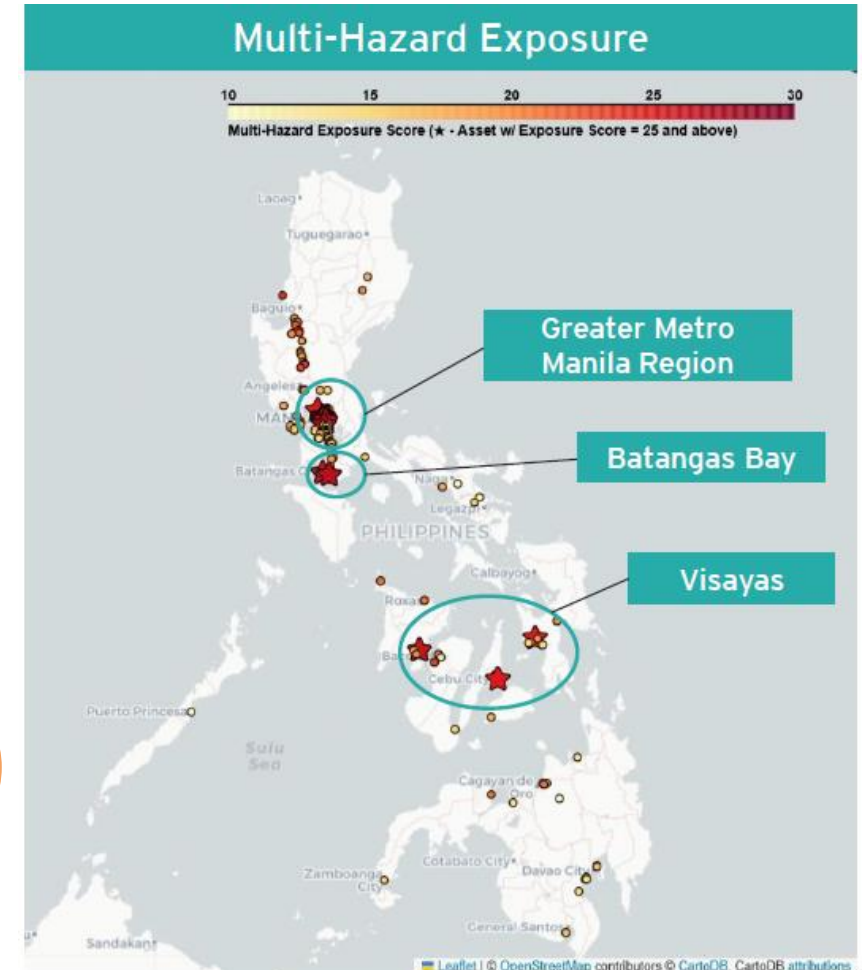 Multi-Hazard Exposure
10 15 20 25 30
Multi-Hazard Exposure Score (★ - Asset w/ Exposure Score = 25 and above)
Laoag
Tuguegarao
Baguio
Greater Metro
Manila Region
Angeles
MAN
Batangas Bay
Batangas C
Naga
Legazpi
PHILIPPINES
Visayas
Calbayog
Roxas
Bac
Cebu City
Puerto Princesa
Sulu
Sea
Cagayan de
Oro
Cotabato City
Davao City
Zamboanga
City
General Santos
Sandakan
Leaflet | © OpenStreetMap contributors © CartoDB, CartoDB attributions